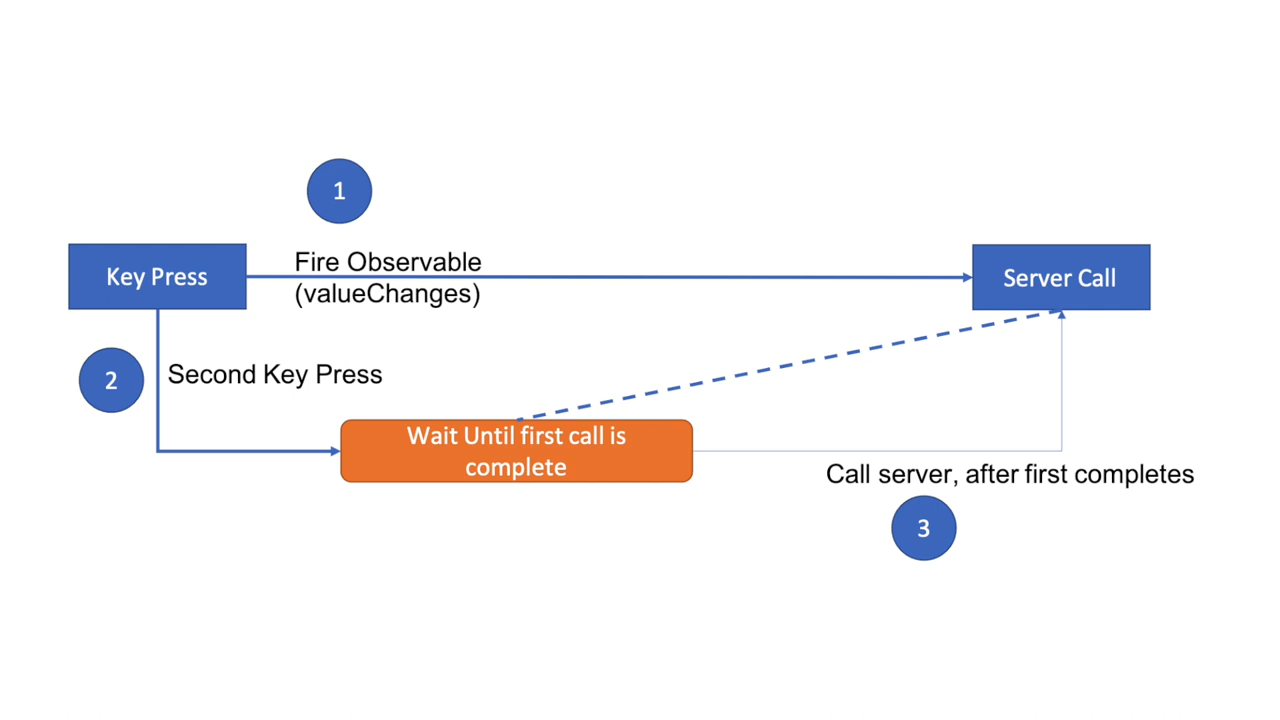 1
Fire Observable
(valueChanges)
Key Press
Server Call
2
Second Key Press
Wait Until first call is
complete
Call server, after first completes
3